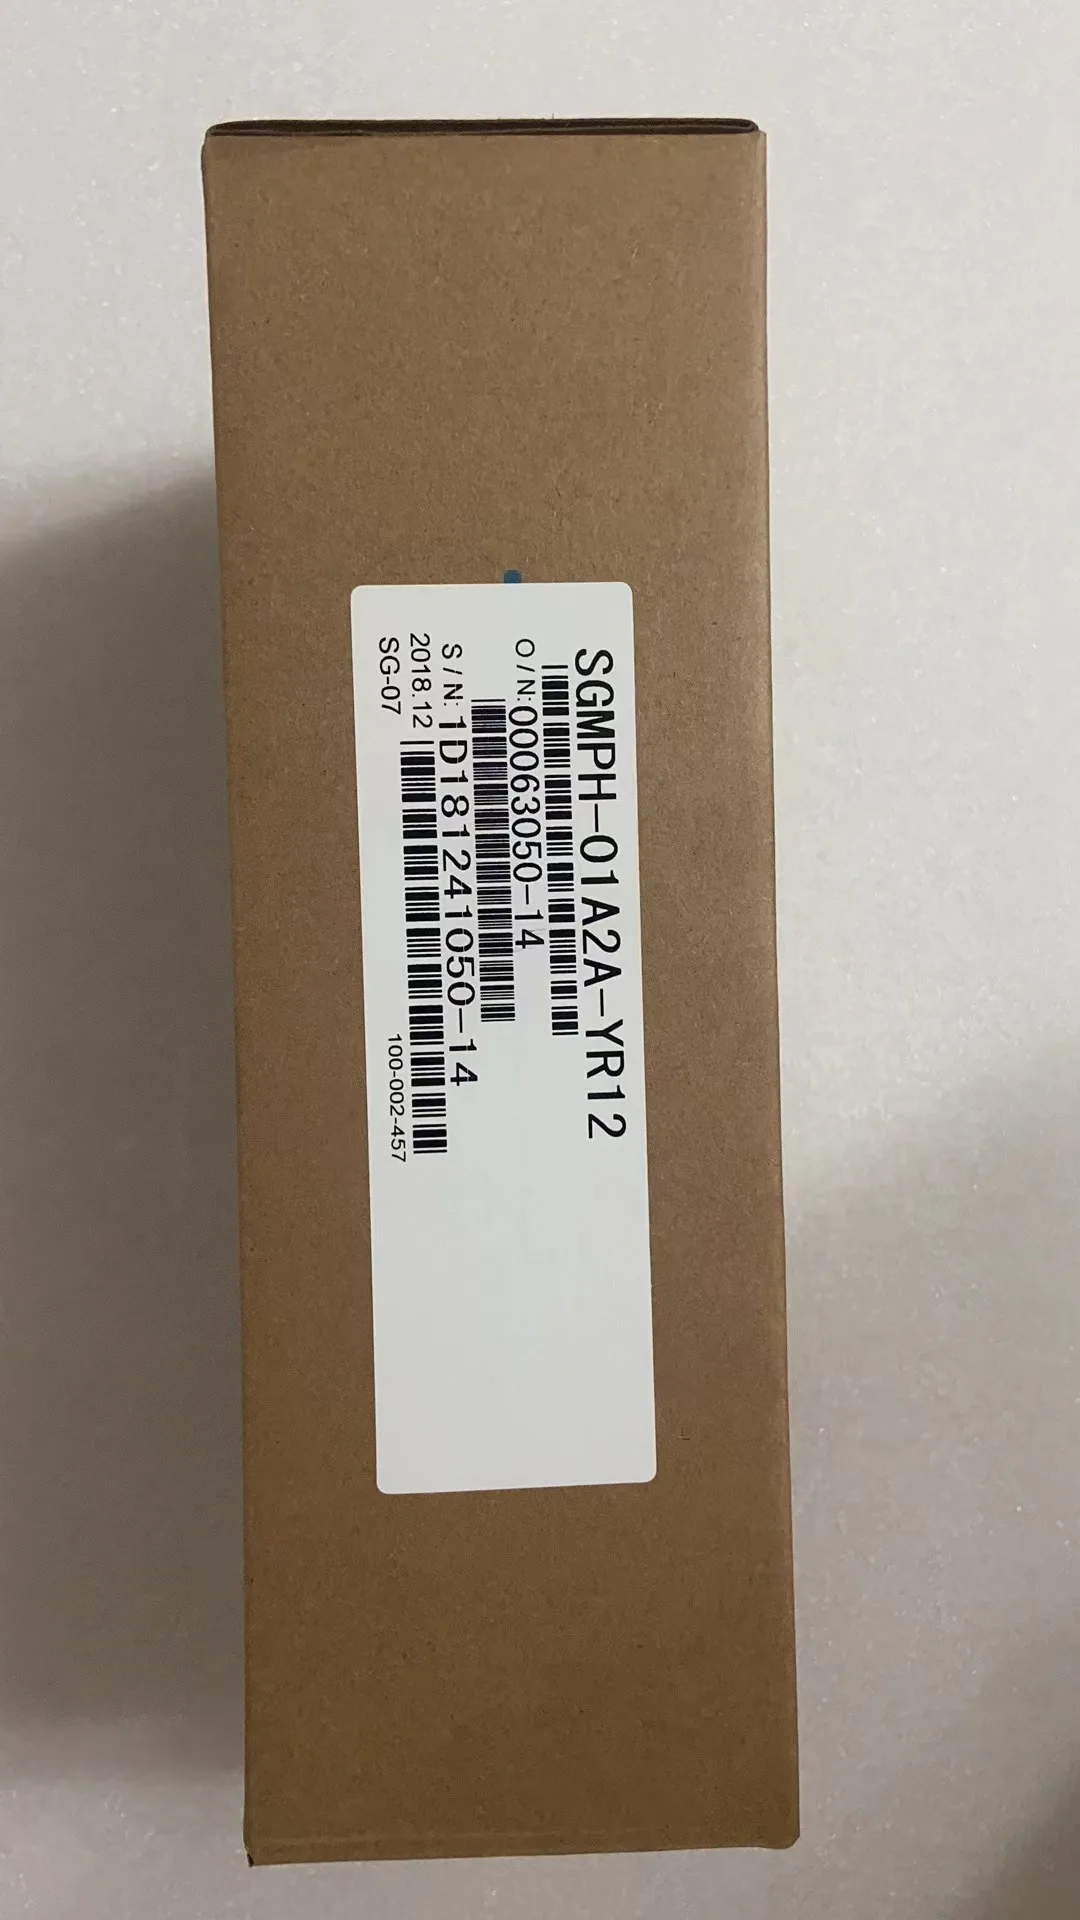 SGMPH-01A2A-YR12
O/N:00063050-14
S/N:1D181241050-14
2018.12
SG-07
100-002-457